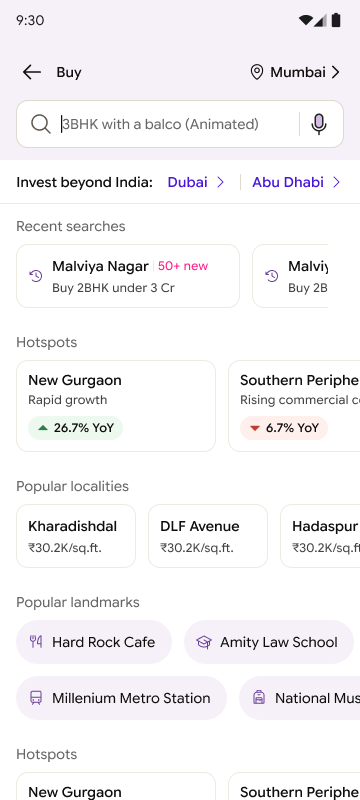 9:30
Buy
Mumbai
3BHK with a balco (Animated)
Invest beyond India: Dubai Abu Dhabi
Recent searches
Malviya Nagar 50+ new
Buy 2BHK under 3 Cr
Malviy
Buy 2B
Hotspots
New Gurgaon
Rapid growth
26.7% YoY
Southern Periphe
Rising commercial c
6.7% YoY
Popular localities
Kharadishdal
₹30.2K/sq.ft.
DLF Avenue
₹30.2K/sq.ft.
Hadaspur
₹30.2K/sq.ft
Popular landmarks
Hard Rock Cafe
Amity Law School
Millenium Metro Station
National Mus
Hotspots
New Gurgaon
Southern Periphe